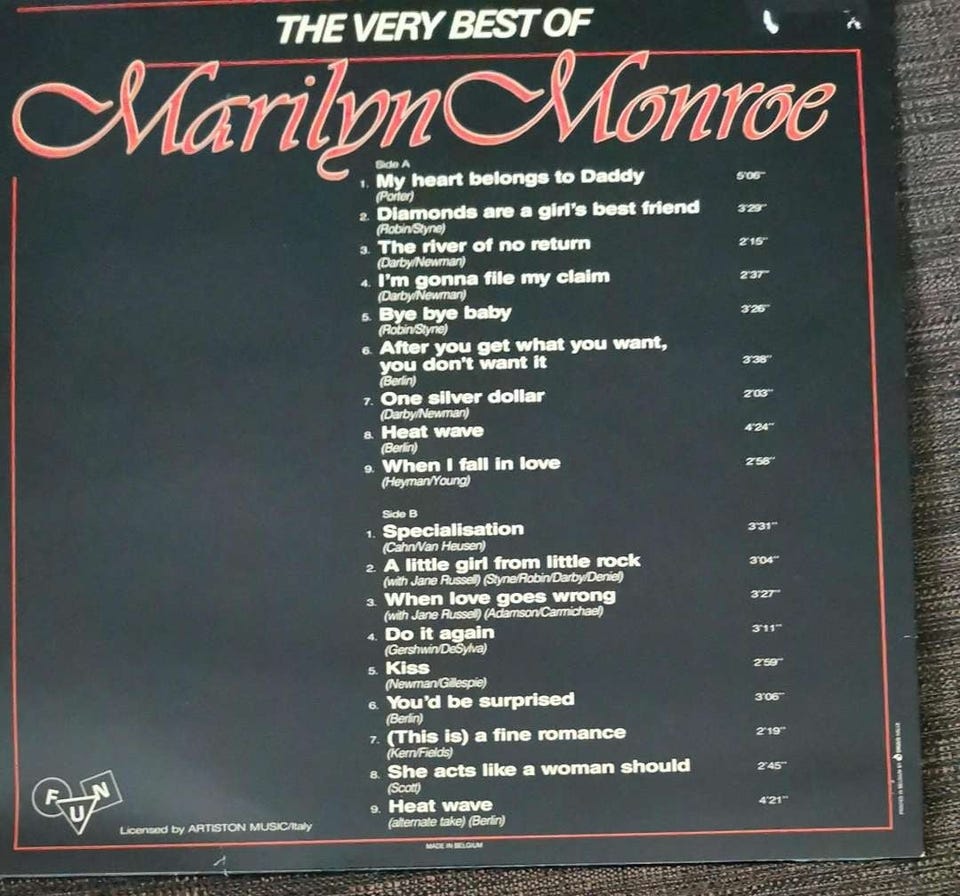 THE VERY BEST OF
Marilyn Monroe
Side A
1. My heart belongs to Daddy 5'06"
(Porter)
2. Diamonds are a girl's best friend 3'29"
(Robin/Styne)
3. The river of no return 2'15"
(Darby/Newman)
4. I'm gonna file my claim 2'37"
(Darby/Newman)
5. Bye bye baby 3'26"
(Robin/Styne)
6. After you get what you want,
you don't want it 3'38"
(Berlin)
7. One silver dollar 2'03"
(Darby/Newman)
8. Heat wave 4'24"
(Berlin)
9. When I fall in love 2'58"
(Heyman/Young)
Side B
1. Specialisation 3'31"
(Cahn/Van Heusen)
2. A little girl from little rock 3'04"
(with Jane Russell) (Styne/Robin/Darby/Deniel)
3. When love goes wrong 3'27"
(with Jane Russell) (Adamson/Carmichael)
4. Do it again 3'11"
(Gershwin/DeSylva)
5. Kiss 2'59"
(Newman/Gillespie)
6. You'd be surprised 3'06"
(Berlin)
7. (This is) a fine romance 2'19"
(Kern/Fields)
8. She acts like a woman should 2'45"
(Scott)
9. Heat wave 4'21"
(alternate take) (Berlin)
FUN
Licensed by ARTISTON MUSIC/Italy
MADE IN BELGIUM